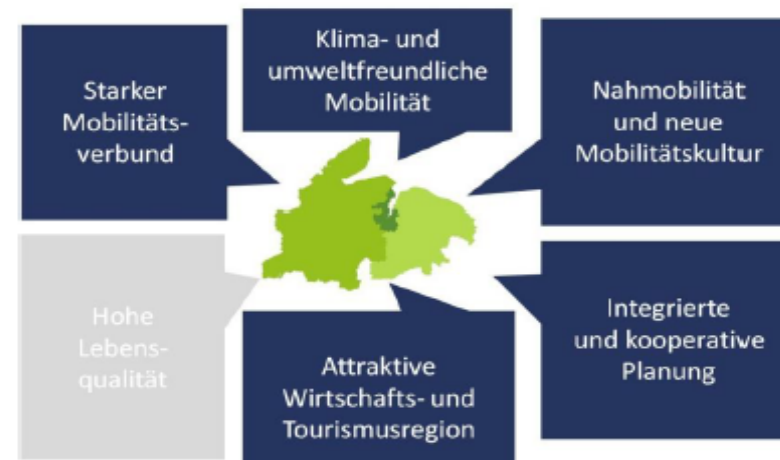 Starker
Mobilitäts-
verbund
Klima- und
umweltfreundliche
Mobilität
Nahmobilität
und neue
Mobilitätskultur
Hohe
Lebens-
qualität
Attraktive
Wirtschafts- und
Tourismusregion
Integrierte
und kooperative
Planung